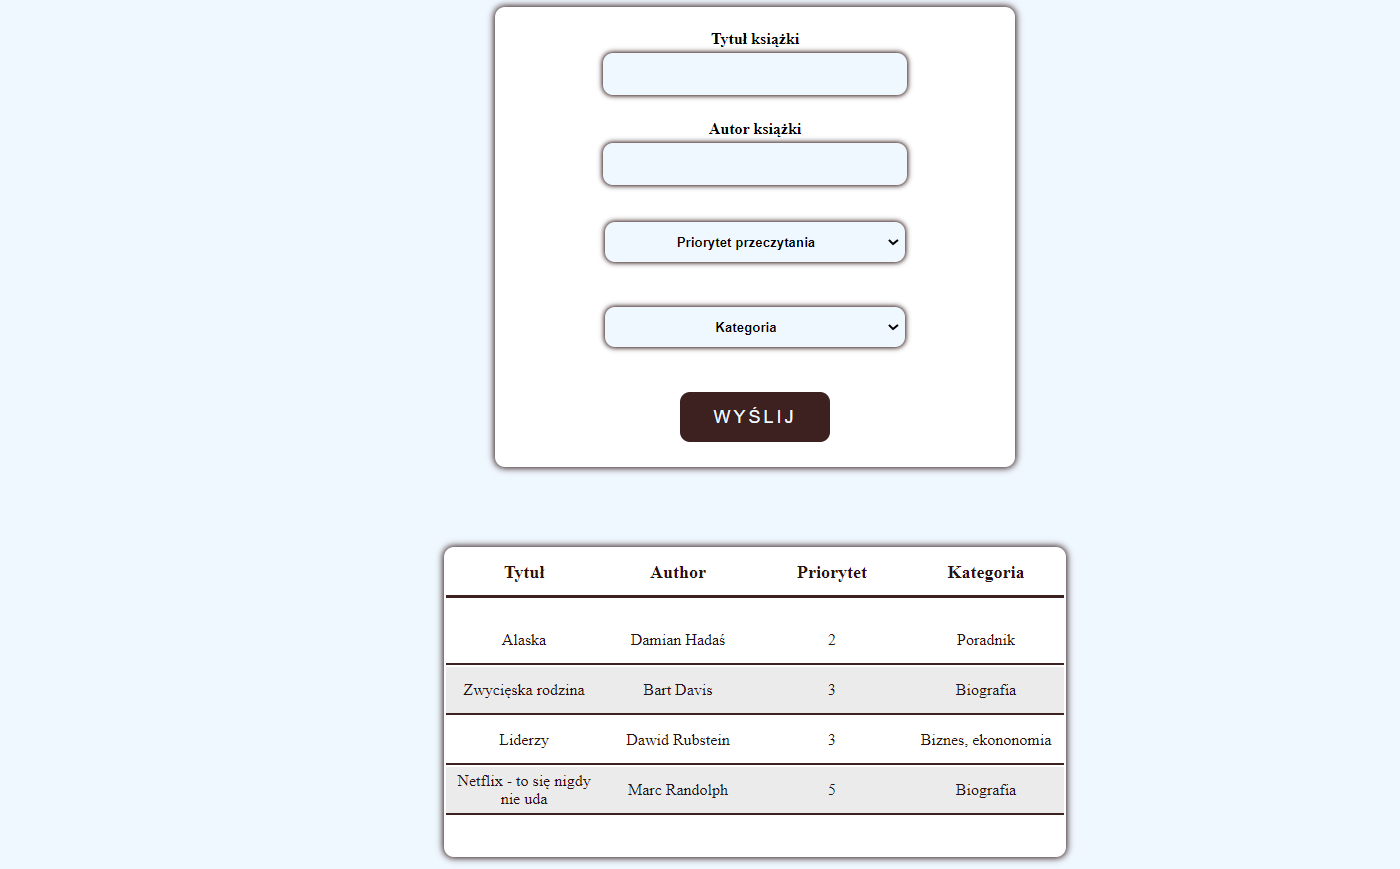 Tytuł książki
Autor książki
Priorytet przeczytania
Kategoria
WYŚLIJ
Tytuł Author Priorytet Kategoria
Alaska Damian Hadaś 2 Poradnik
Zwycięska rodzina Bart Davis 3 Biografia
Liderzy Dawid Rubstein 3 Biznes, ekononomia
Netflix - to się nigdy
nie uda Marc Randolph 5 Biografia